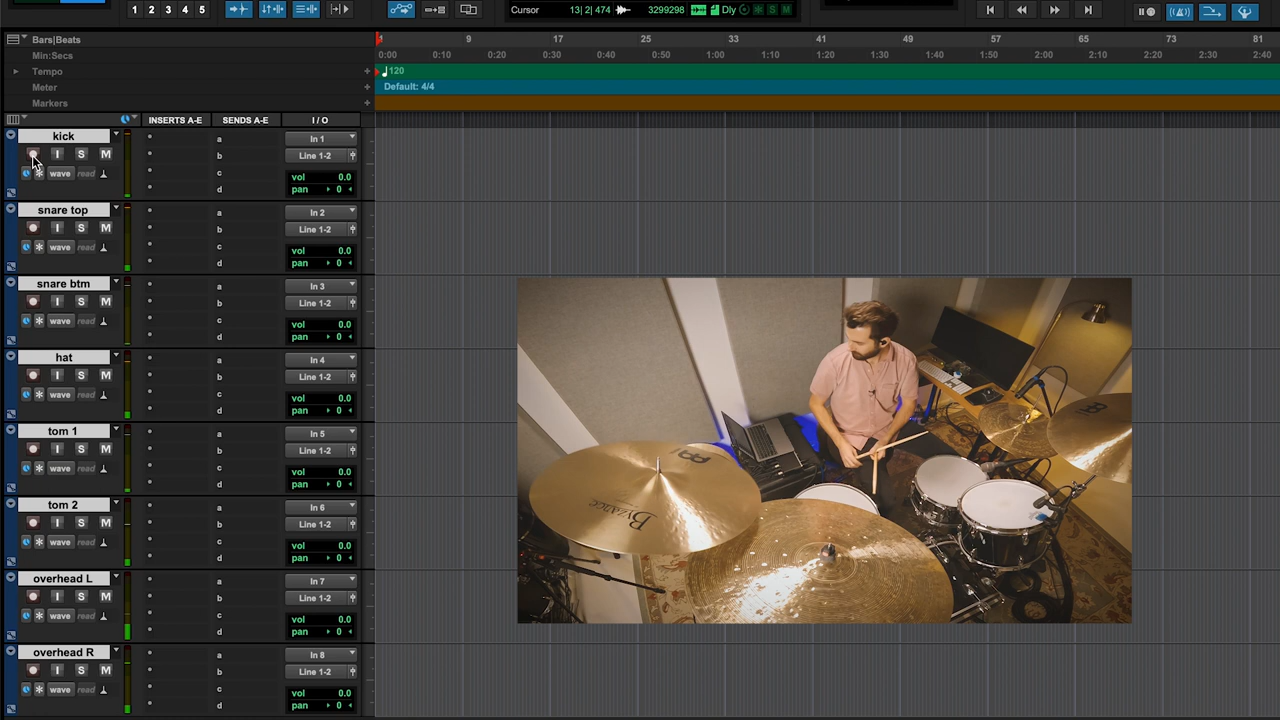 1 2 3 4 5
Cursor 13| 2| 474 3299298 Dly S M
Bars|Beats 1 9 17 25 33 41 49 57 65 73 81
Min:Secs 0:00 0:10 0:20 0:30 0:40 0:50 1:00 1:10 1:20 1:30 1:40 1:50 2:00 2:10 2:20 2:30 2:40
Tempo + 120
Meter + Default: 4/4
Markers +
INSERTS A-E SENDS A-E I / O
kick a In 1
I S M b Line 1-2
wave read c vol 0.0
d pan 0
snare top a In 2
I S M b Line 1-2
wave read c vol 0.0
d pan 0
snare btm a In 3
I S M b Line 1-2
wave read c vol 0.0
d pan 0
hat a In 4
I S M b Line 1-2
wave read c vol 0.0
d pan 0
tom 1 a In 5
I S M b Line 1-2
wave read c vol 0.0
d pan 0
tom 2 a In 6
I S M b Line 1-2
wave read c vol 0.0
d pan 0
overhead L a In 7
I S M b Line 1-2
wave read c vol 0.0
d pan 0
overhead R a In 8
I S M b Line 1-2
wave read c vol 0.0
d pan 0
Byzance